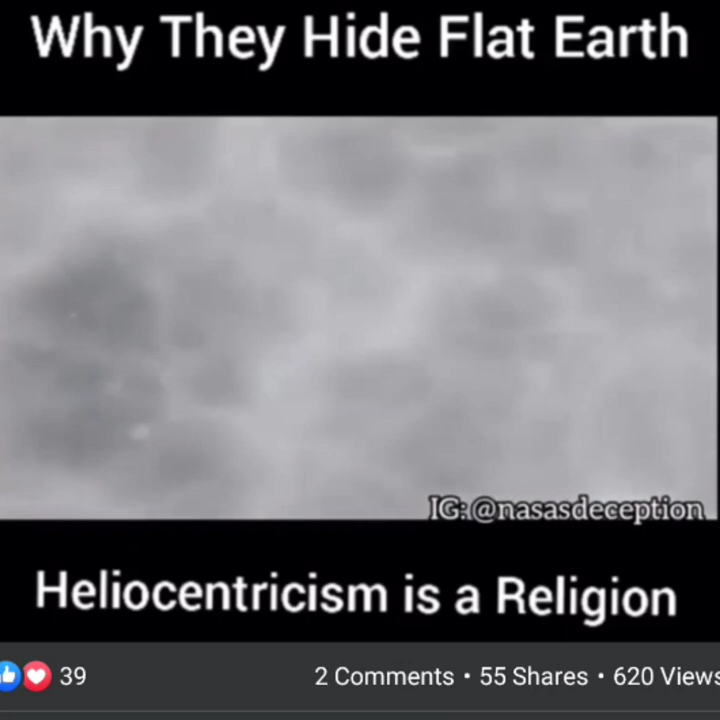 Why They Hide Flat Earth
IG:@nasasdeception
Heliocentricism is a Religion
39
2 Comments • 55 Shares • 620 Views